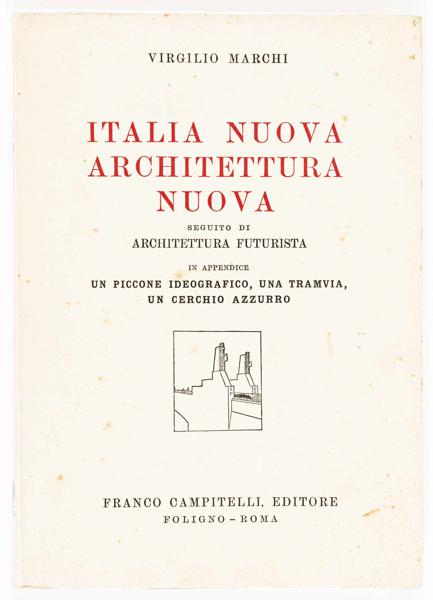 VIRGILIO MARCHI
ITALIA NUOVA
ARCHITETTURA
NUOVA
SEGUITO DI
ARCHITETTURA FUTURISTA
IN APPENDICE
UN PICCONE IDEOGRAFICO, UNA TRAMVIA,
UN CERCHIO AZZURRO
FRANCO CAMPITELLI, EDITORE
FOLIGNO – ROMA